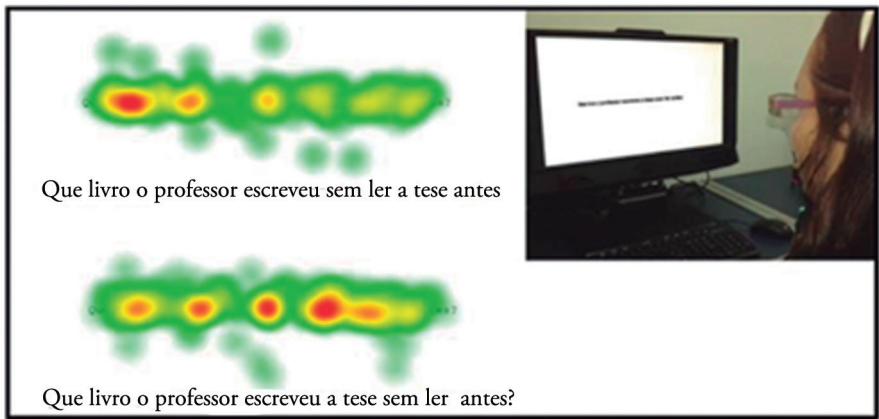 Que livro o professor escreveu sem ler a tese antes
Que livro o professor escreveu a tese sem ler antes?